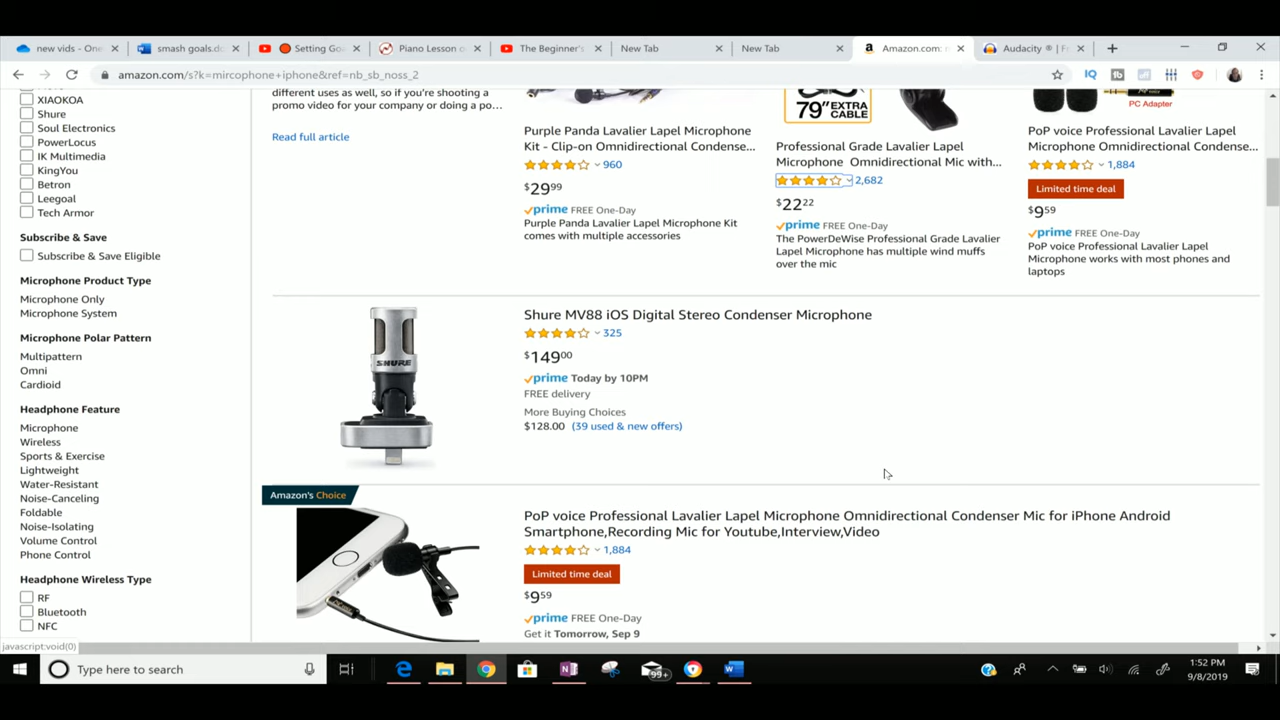 new vids - One
smash goals.do
Setting Go
Piano Lesson o
The Beginner's
New Tab
New Tab
Amazon.com:
Audacity ® | Fr
amazon.com/s?k=mircophone+iphone&ref=nb_sb_noss_2
XIAOKOA
Shure
Soul Electronics
PowerLocus
IK Multimedia
KingYou
Betron
Leegoal
Tech Armor
Subscribe & Save
Subscribe & Save Eligible
Microphone Product Type
Microphone Only
Microphone System
Microphone Polar Pattern
Multipattern
Omni
Cardioid
Headphone Feature
Microphone
Wireless
Sports & Exercise
Lightweight
Water-Resistant
Noise-Canceling
Foldable
Noise-Isolating
Volume Control
Phone Control
Headphone Wireless Type
RF
Bluetooth
NFC
different uses as well, so if you're shooting a
promo video for your company or doing a po…
Read full article
Purple Panda Lavalier Lapel Microphone
Kit - Clip-on Omnidirectional Condense...
960
$2999
prime FREE One-Day
Purple Panda Lavalier Lapel Microphone Kit
comes with multiple accessories
79" EXTRA
CABLE
Professional Grade Lavalier Lapel
Microphone Omnidirectional Mic with...
2,682
$2222
prime FREE One-Day
The PowerDeWise Professional Grade Lavalier
Lapel Microphone has multiple wind muffs
over the mic
PC Adapter
PoP voice Professional Lavalier Lapel
Microphone Omnidirectional Condense...
1,884
Limited time deal
$959
prime FREE One-Day
PoP voice Professional Lavalier Lapel
Microphone works with most phones and
laptops
SHURE
Shure MV88 iOS Digital Stereo Condenser Microphone
325
$14900
prime Today by 10PM
FREE delivery
More Buying Choices
$128.00 (39 used & new offers)
Amazon's Choice
PoP voice Professional Lavalier Lapel Microphone Omnidirectional Condenser Mic for iPhone Android
Smartphone,Recording Mic for Youtube,Interview,Video
1,884
Limited time deal
$959
prime FREE One-Day
Get it Tomorrow, Sep 9
javascript:void(0)
Type here to search
99+
1:52 PM
9/8/2019